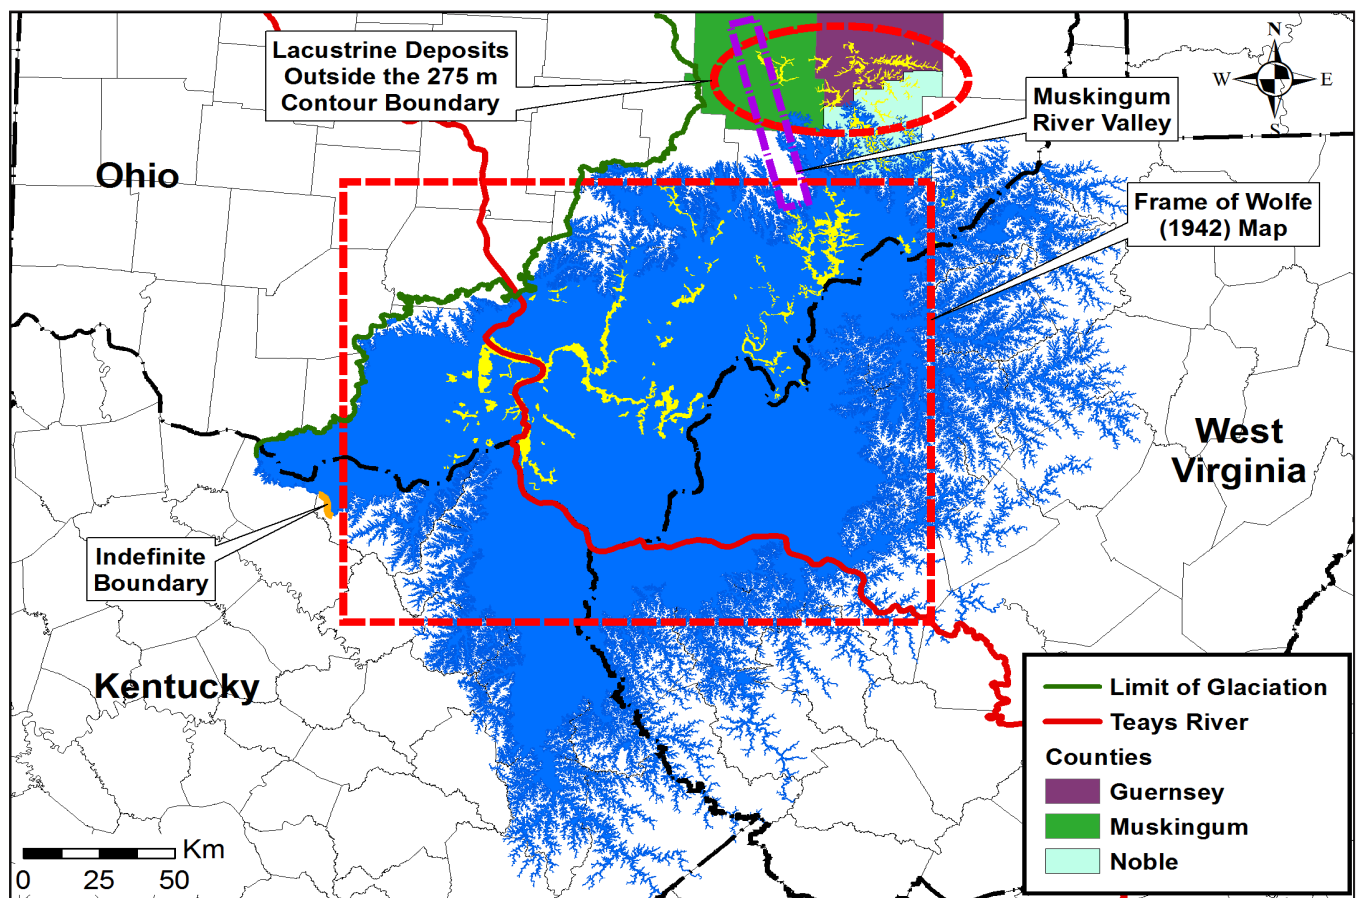 Lacustrine Deposits
Outside the 275 m
Contour Boundary
N
W
E
S
Muskingum
River Valley
Ohio
Frame of Wolfe
(1942) Map
West
Virginia
Indefinite
Boundary
Kentucky
Limit of Glaciation
Teays River
Counties
Guernsey
Muskingum
Noble
Km
0 25 50